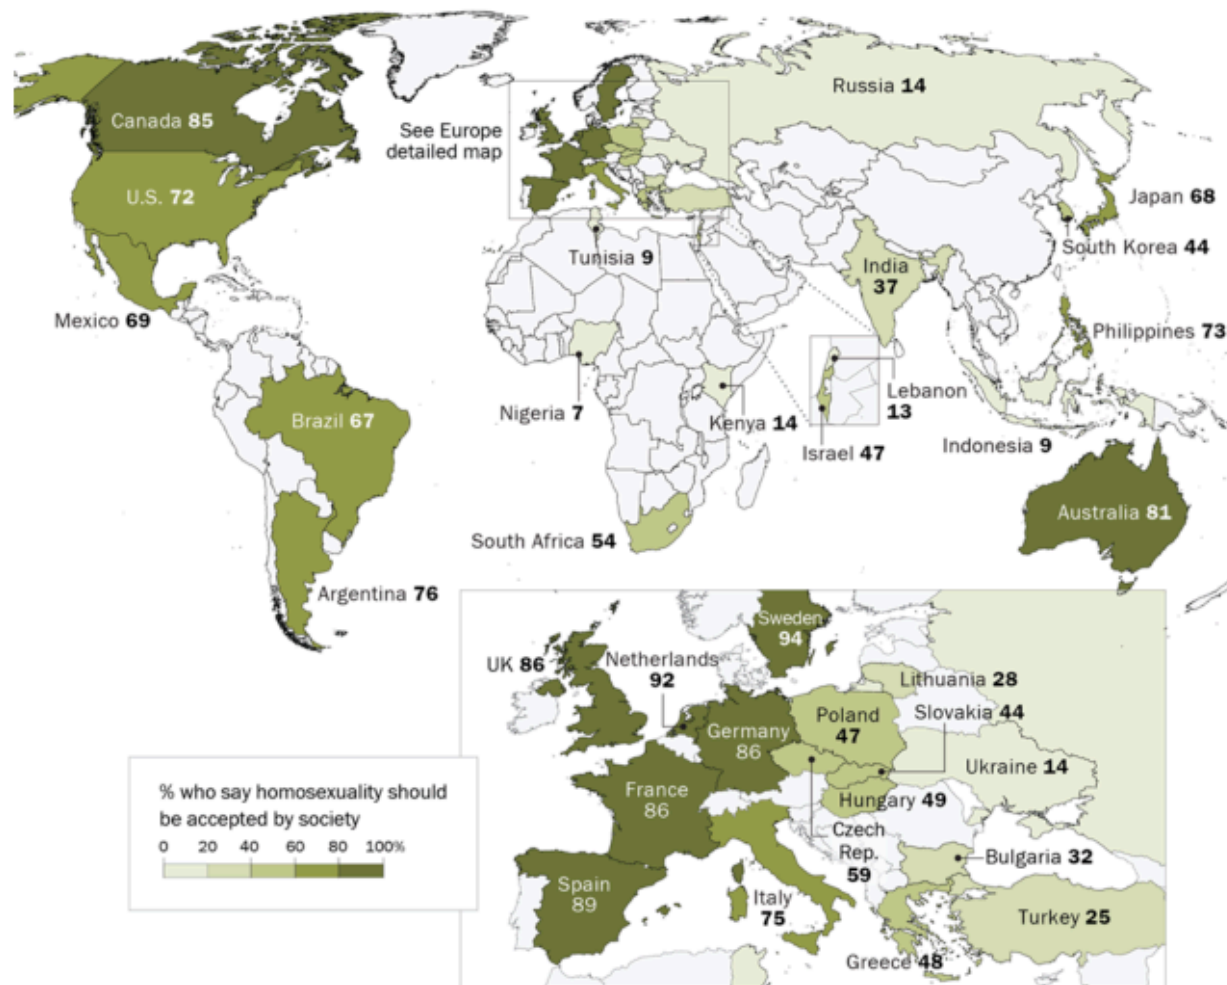 Canada 85
U.S. 72
Mexico 69
Brazil 67
Argentina 76
See Europe
detailed map
Russia 14
Japan 68
South Korea 44
Tunisia 9
India
37
Philippines 73
Nigeria 7
Kenya 14
Lebanon
13
Israel 47
Indonesia 9
Australia 81
South Africa 54
% who say homosexuality should
be accepted by society
0 20 40 60 80 100%
Sweden
94
UK 86
Netherlands
92
Lithuania 28
Slovakia 44
Poland
47
Germany
86
Ukraine 14
France
86
Hungary 49
Czech
Rep.
59
Bulgaria 32
Spain
89
Italy
75
Turkey 25
Greece 48